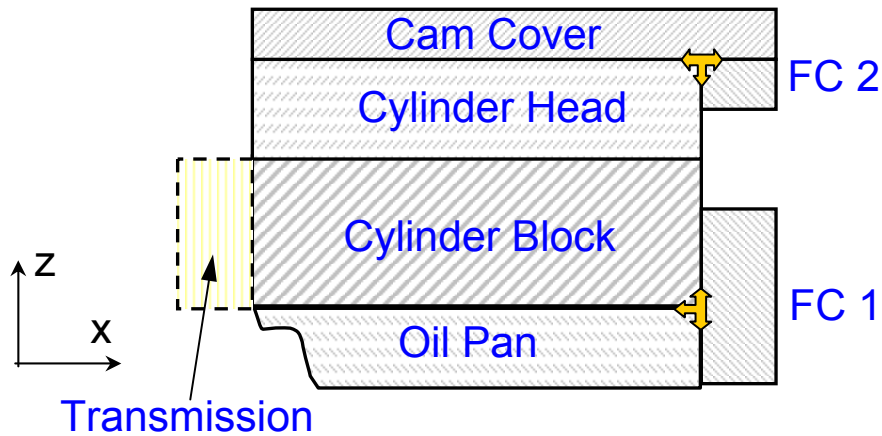 Cam Cover
FC 2
Cylinder Head
Cylinder Block
z
FC 1
x
Oil Pan
Transmission